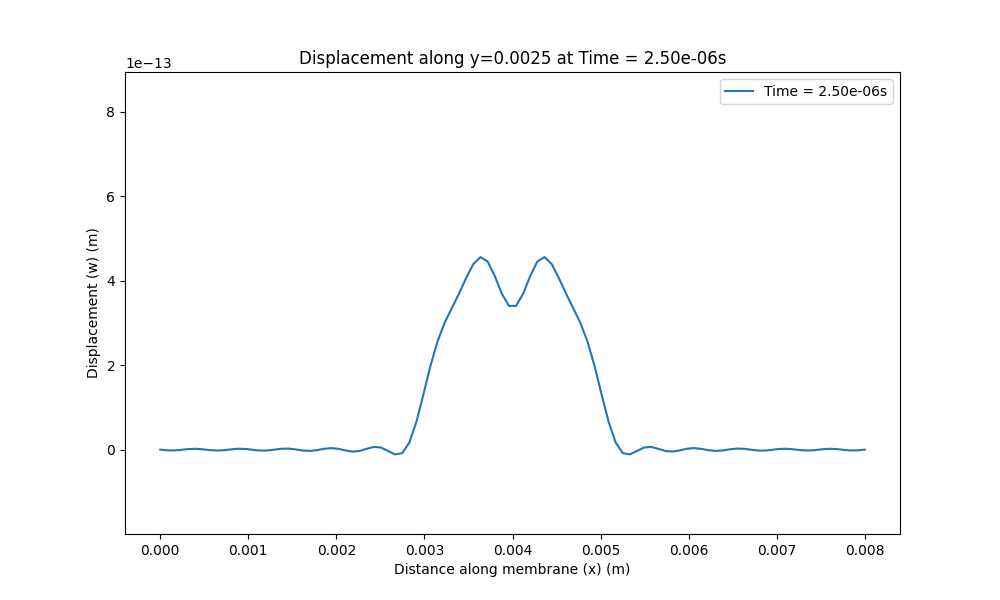 Displacement along y=0.0025 at Time = 2.50e-06s
1e−13
Time = 2.50e-06s
8
6
4
2
0
Displacement (w) (m)
0.000 0.001 0.002 0.003 0.004 0.005 0.006 0.007 0.008
Distance along membrane (x) (m)